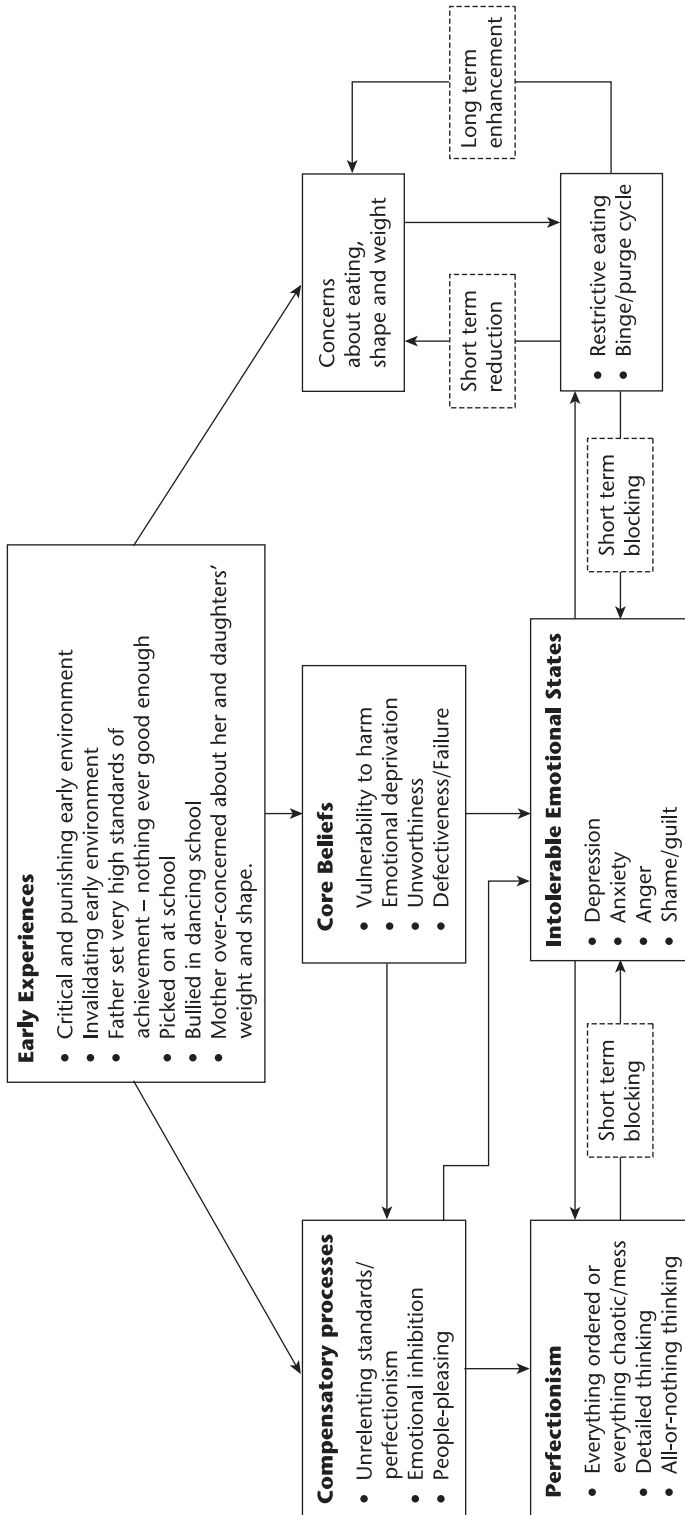 Early Experiences
• Critical and punishing early environment
• Invalidating early environment
• Father set very high standards of
achievement – nothing ever good enough
• Picked on at school
• Bullied in dancing school
• Mother over-concerned about her and daughters’
weight and shape.
Compensatory processes
• Unrelenting standards/
perfectionism
• Emotional inhibition
• People-pleasing
Core Beliefs
• Vulnerability to harm
• Emotional deprivation
• Unworthiness
• Defectiveness/Failure
Concerns
about eating,
shape and weight
Short term
reduction
Long term
enhancement
Perfectionism
• Everything ordered or
everything chaotic/mess
• Detailed thinking
• All-or-nothing thinking
Short term
blocking
Intolerable Emotional States
• Depression
• Anxiety
• Anger
• Shame/guilt
Short term
blocking
• Restrictive eating
• Binge/purge cycle